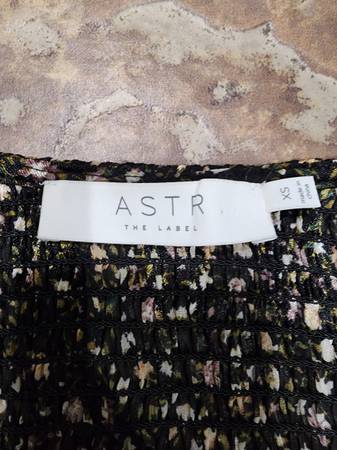 ASTR
THE LABEL
XS